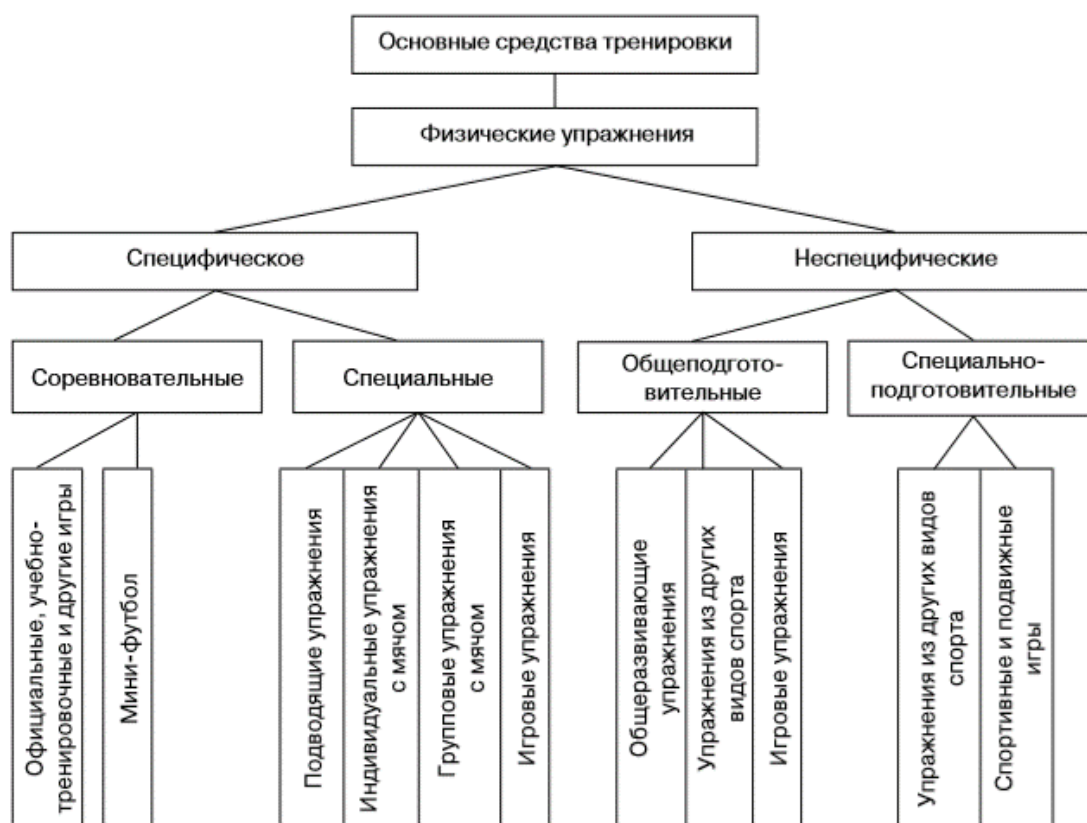 Основные средства тренировки
Физические упражнения
Специфическое
Неспецифические
Соревновательные
Специальные
Общеподгото-
вительные
Специально-
подготовительные
Официальные, учебно-
тренировочные и другие игры
Мини-футбол
Подводящие упражнения
Индивидуальные упражнения
с мячом
Групповые упражнения
с мячом
Игровые упражнения
Общеразвивающие
упражнения
Упражнения из других
видов спорта
Игровые упражнения
Упражнения из других видов
спорта
Спортивные и подвижные
игры